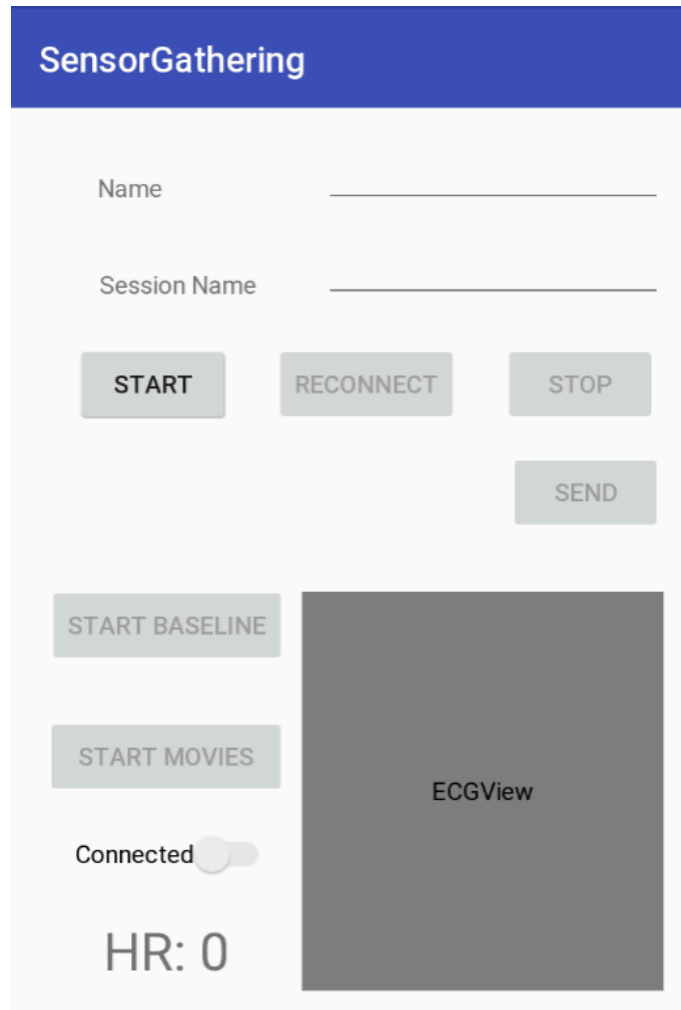 SensorGathering
Name
Session Name
START RECONNECT STOP
SEND
START BASELINE
START MOVIES
ECGView
Connected
HR: 0